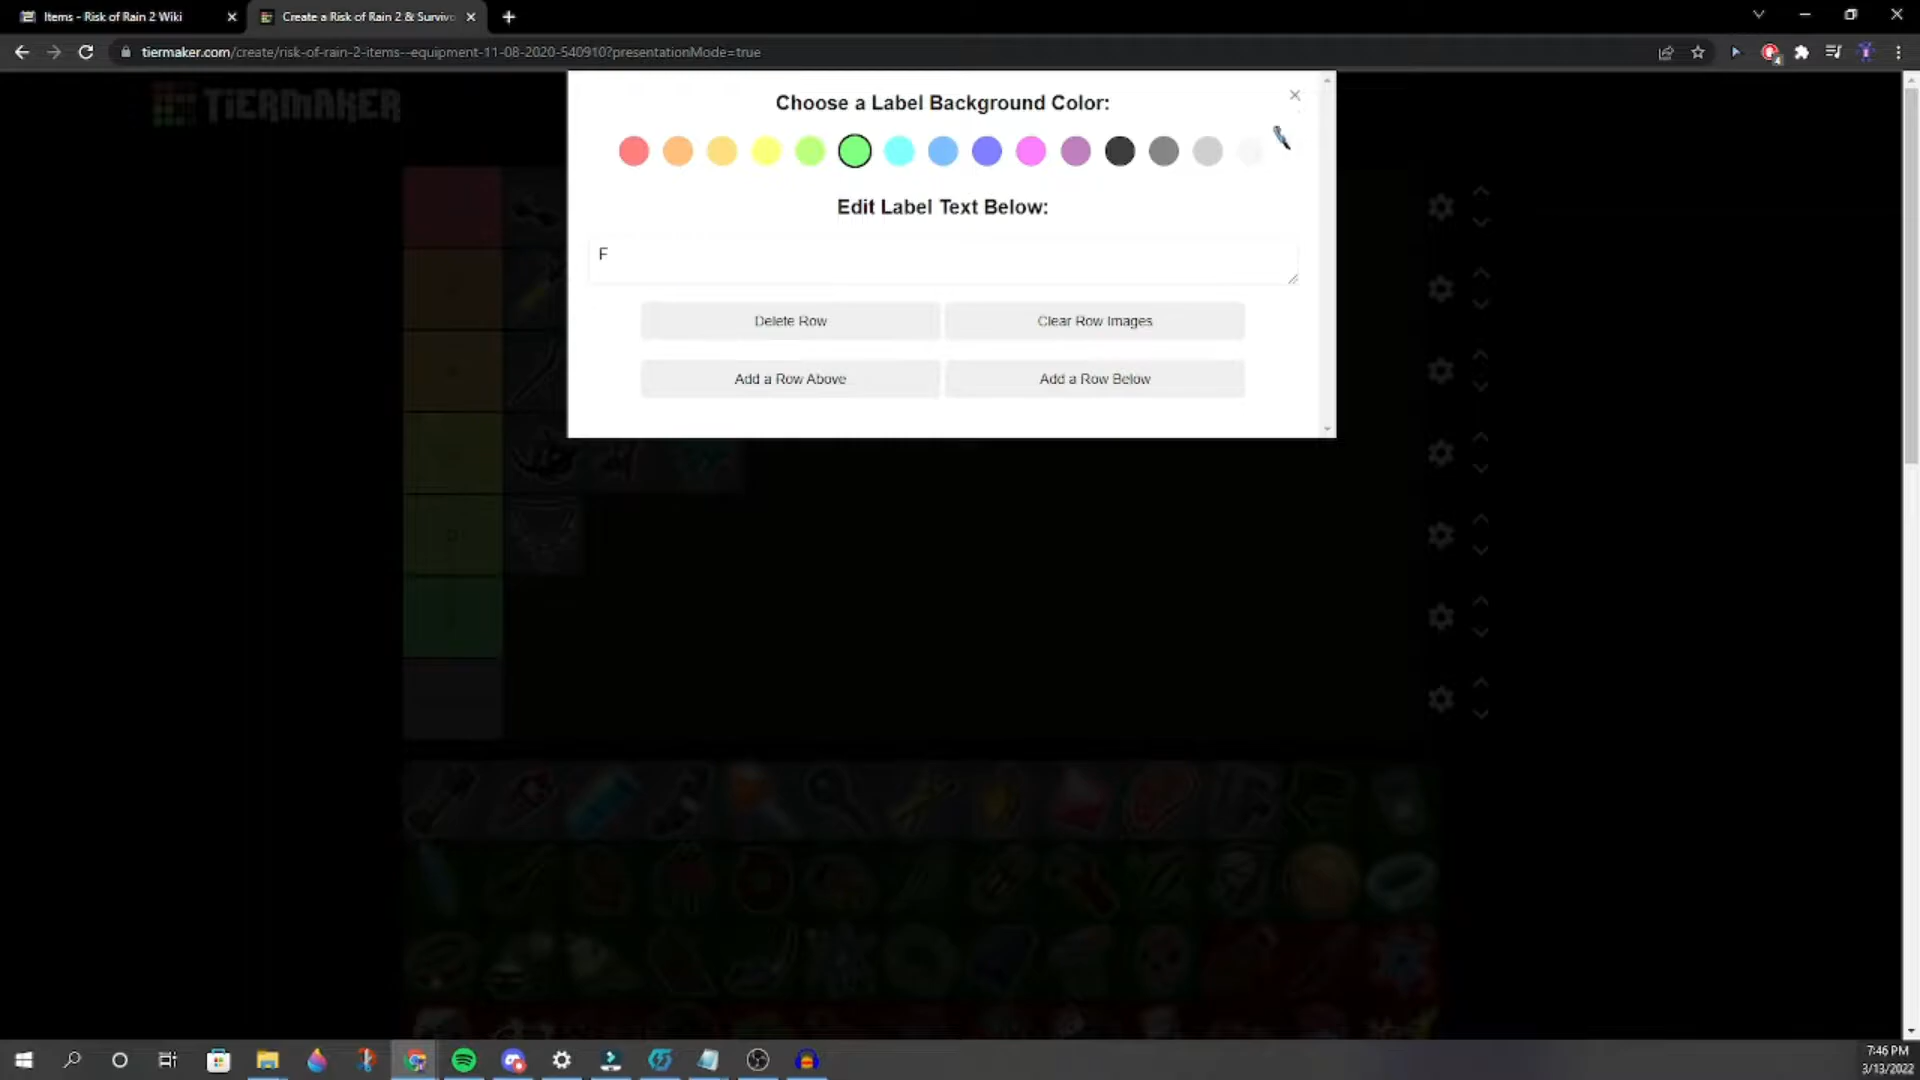 Items - Risk of Rain 2 Wiki
Create a Risk of Rain 2 & Survivo
tiermaker.com/create/risk-of-rain-2-items--equipment-11-08-2020-540910?presentationMode=true
4
TiERMAKER
Choose a Label Background Color:
Edit Label Text Below:
F
Delete Row
Clear Row Images
Add a Row Above
Add a Row Below
D
7:46 PM
3/13/2022